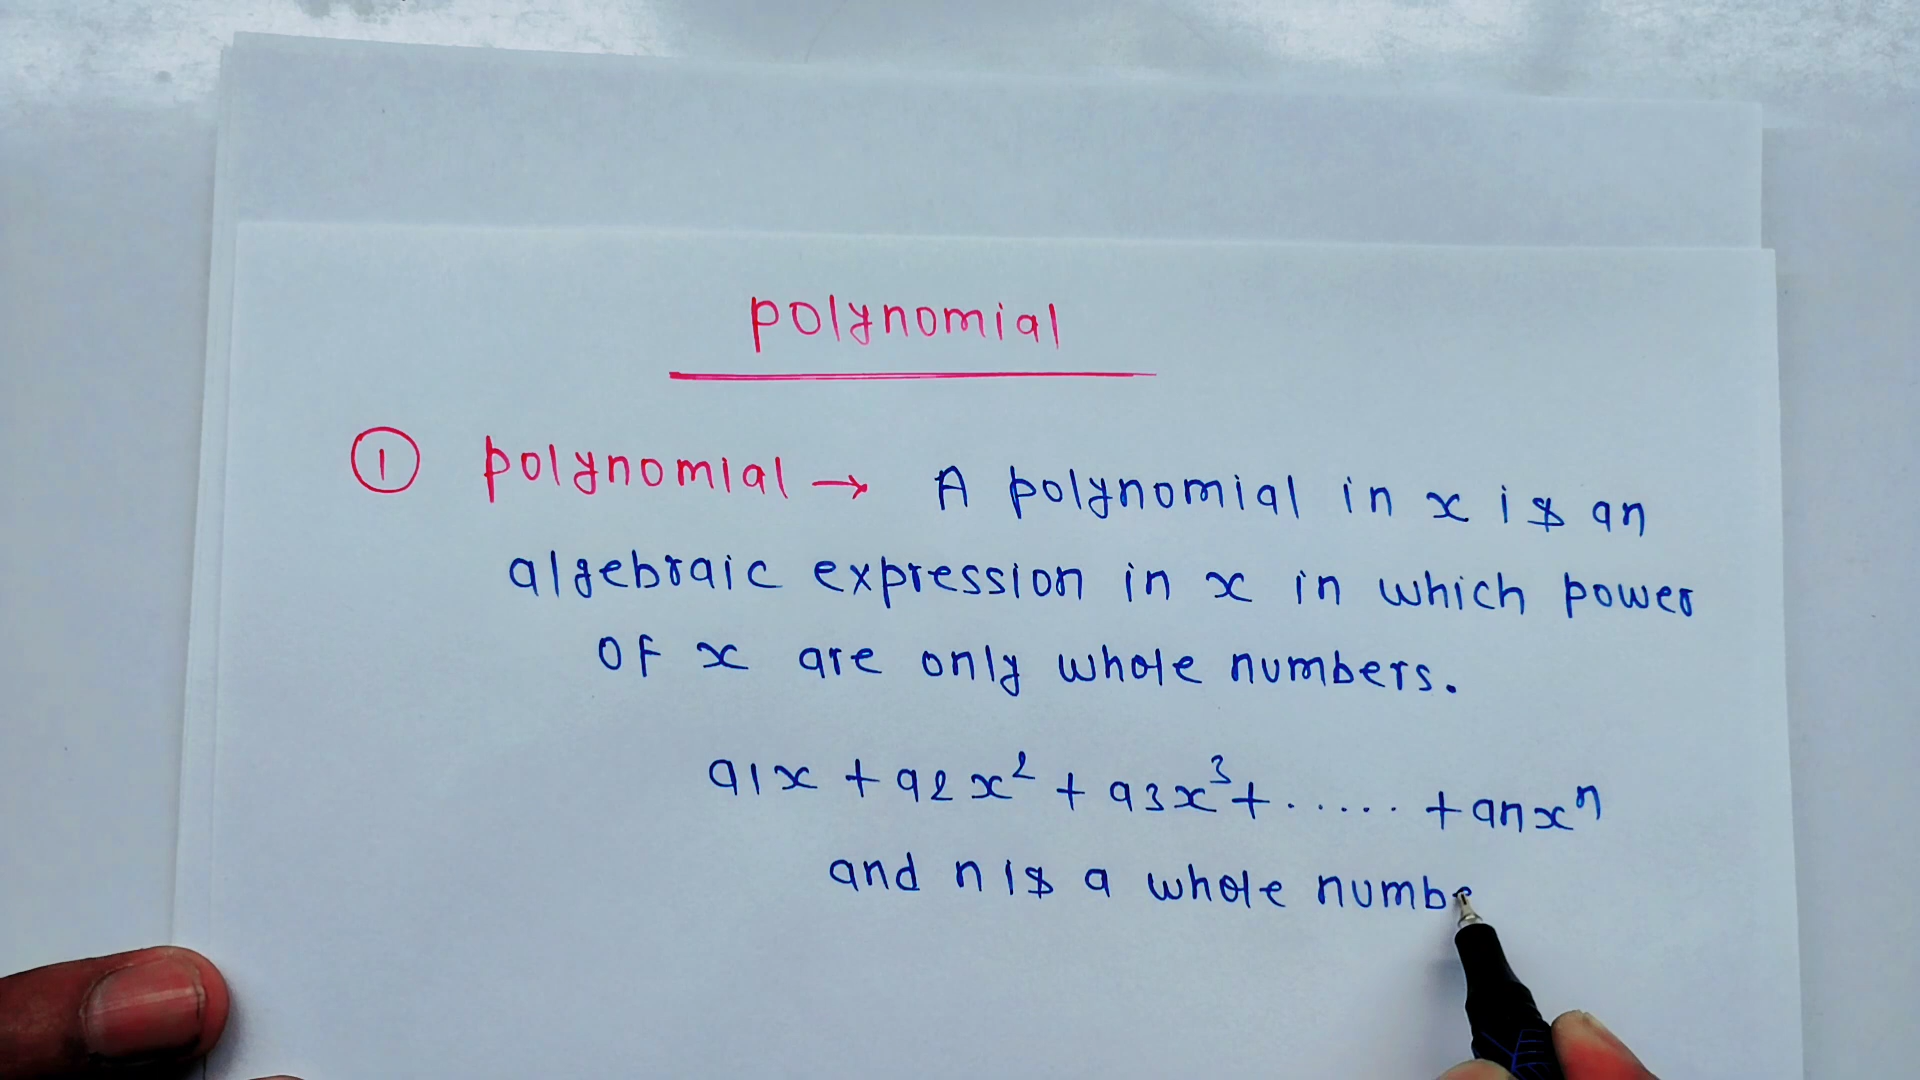 polynomial
① polynomial → A polynomial in x is an
algebraic expression in x in which power
of x are only whole numbers.
a1x + a2x² + a3x³ + ...... + anxⁿ
and n is a whole numbe